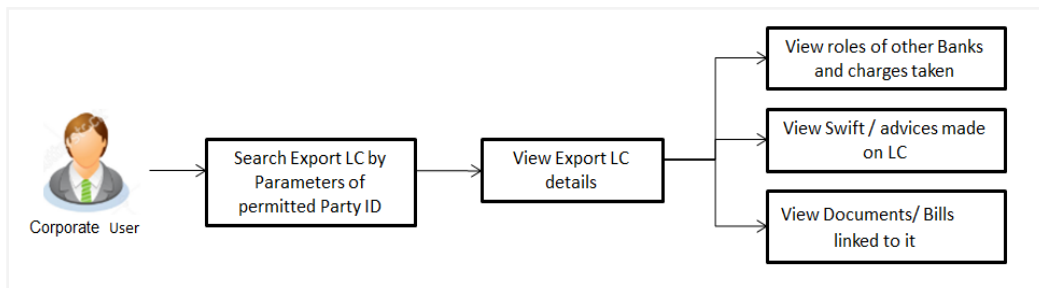 Corporate User
Search Export LC by
Parameters of
permitted Party ID
View Export LC
details
View roles of other Banks
and charges taken
View Swift / advices made
on LC
View Documents/ Bills
linked to it